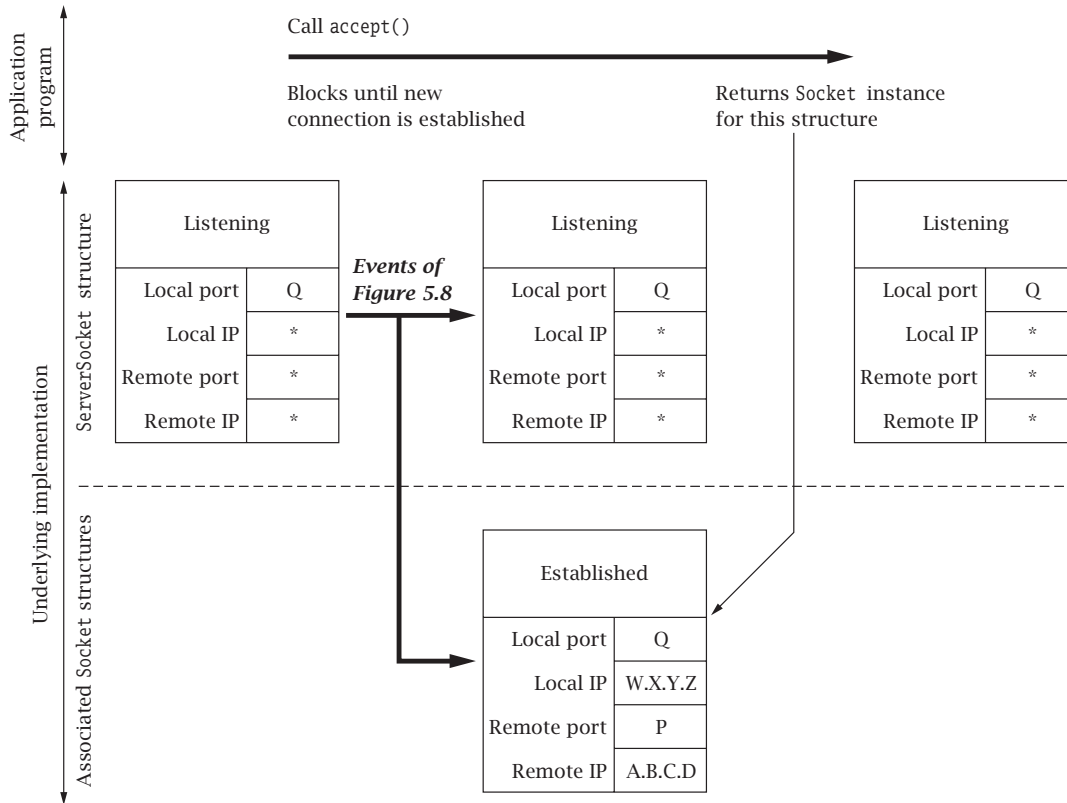 Application
program
Call accept()
Blocks until new
connection is established
Returns Socket instance
for this structure
Underlying implementation
ServerSocket structure
Listening
Local port Q
Local IP *
Remote port *
Remote IP *
Events of
Figure 5.8
Listening
Local port Q
Local IP *
Remote port *
Remote IP *
Listening
Local port Q
Local IP *
Remote port *
Remote IP *
Associated Socket structures
Established
Local port Q
Local IP W.X.Y.Z
Remote port P
Remote IP A.B.C.D